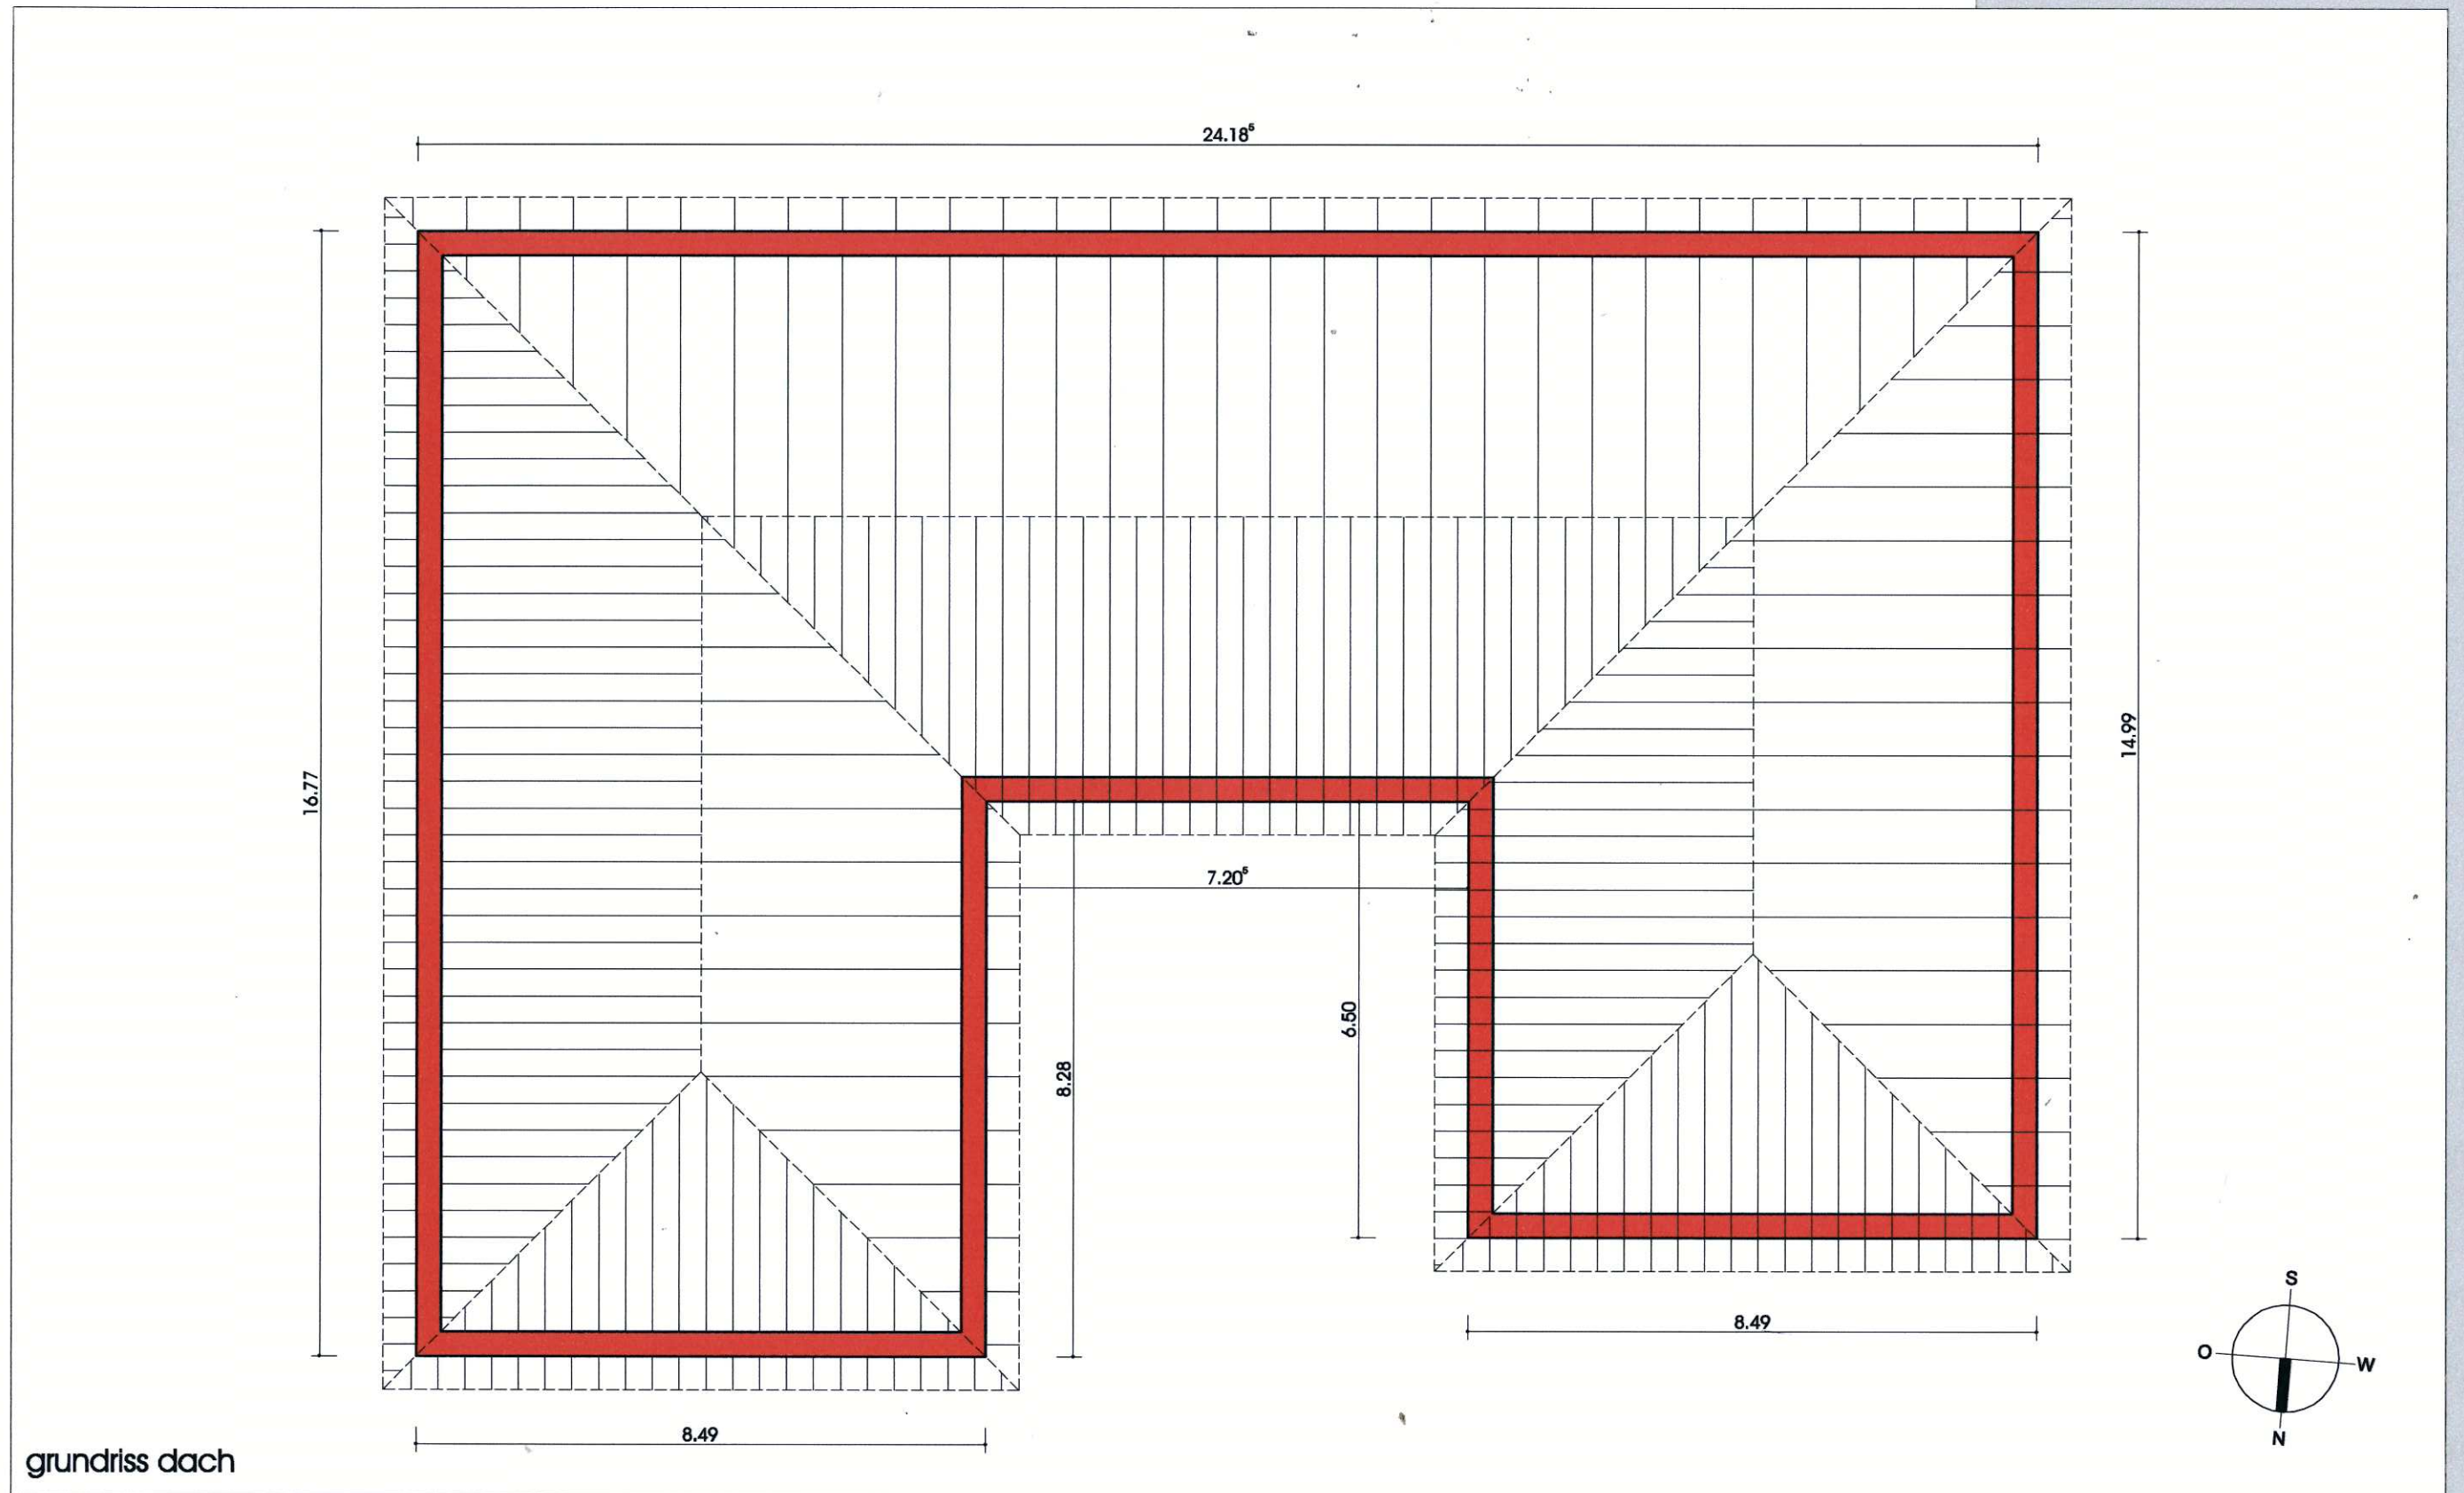 24.18⁵
16.77
14.99
7.20⁵
6.50
8.28
8.49
8.49
S
O
W
N
grundriss dach